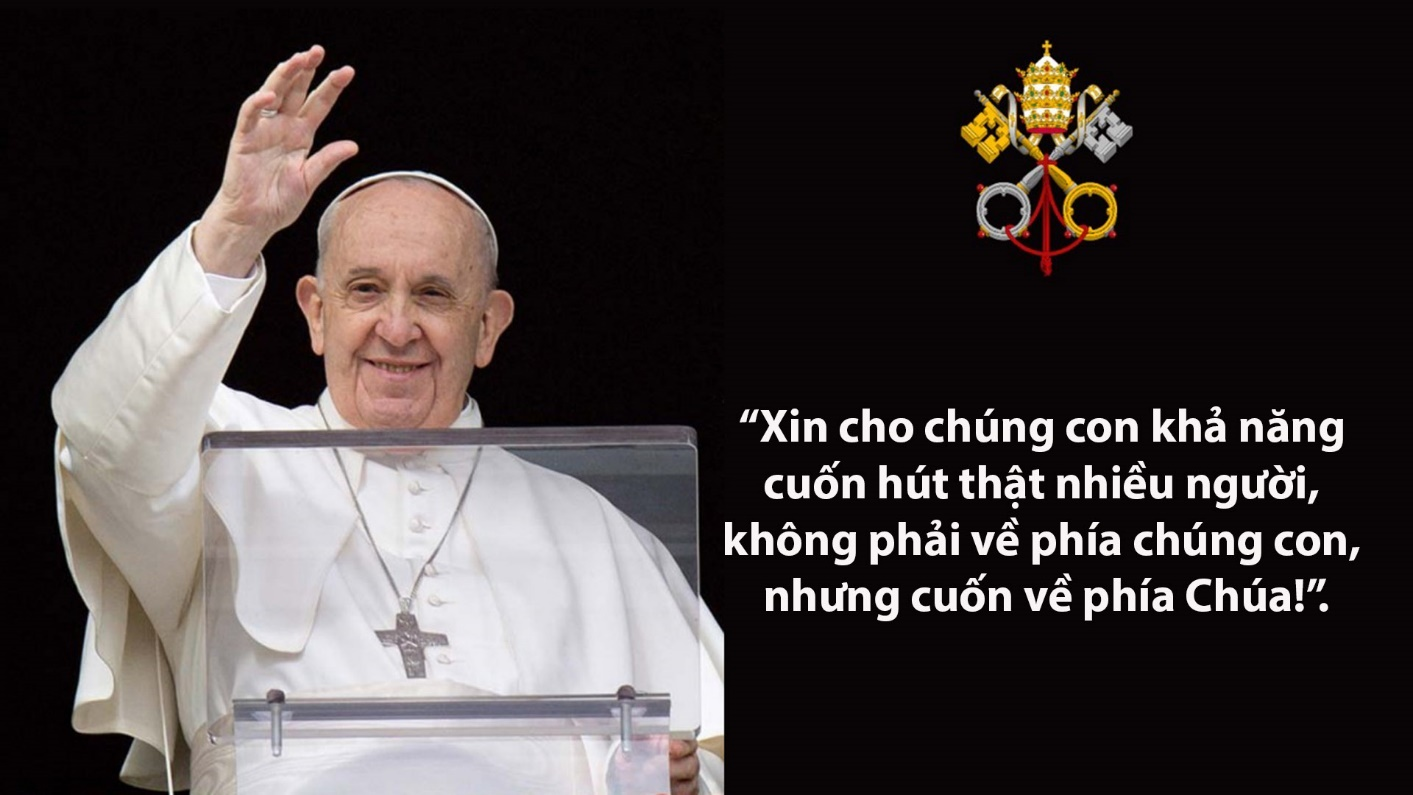 “Xin cho chúng con khả năng
cuốn hút thật nhiều người,
không phải về phía chúng con,
nhưng cuốn về phía Chúa!”.